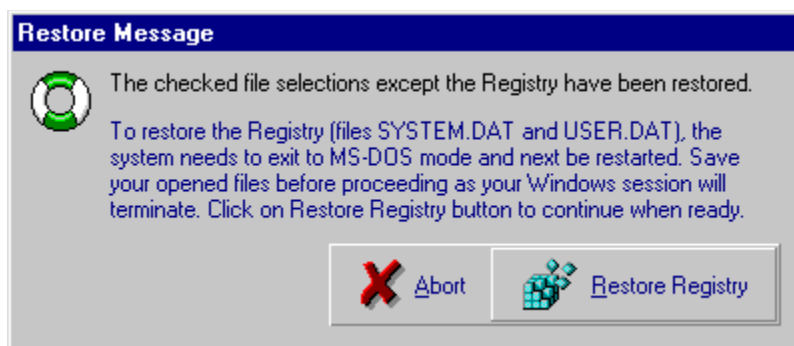 Restore Message
The checked file selections except the Registry have been restored.
To restore the Registry (files SYSTEM.DAT and USER.DAT), the
system needs to exit to MS-DOS mode and next be restarted. Save
your opened files before proceeding as your Windows session will
terminate. Click on Restore Registry button to continue when ready.
Abort
Restore Registry